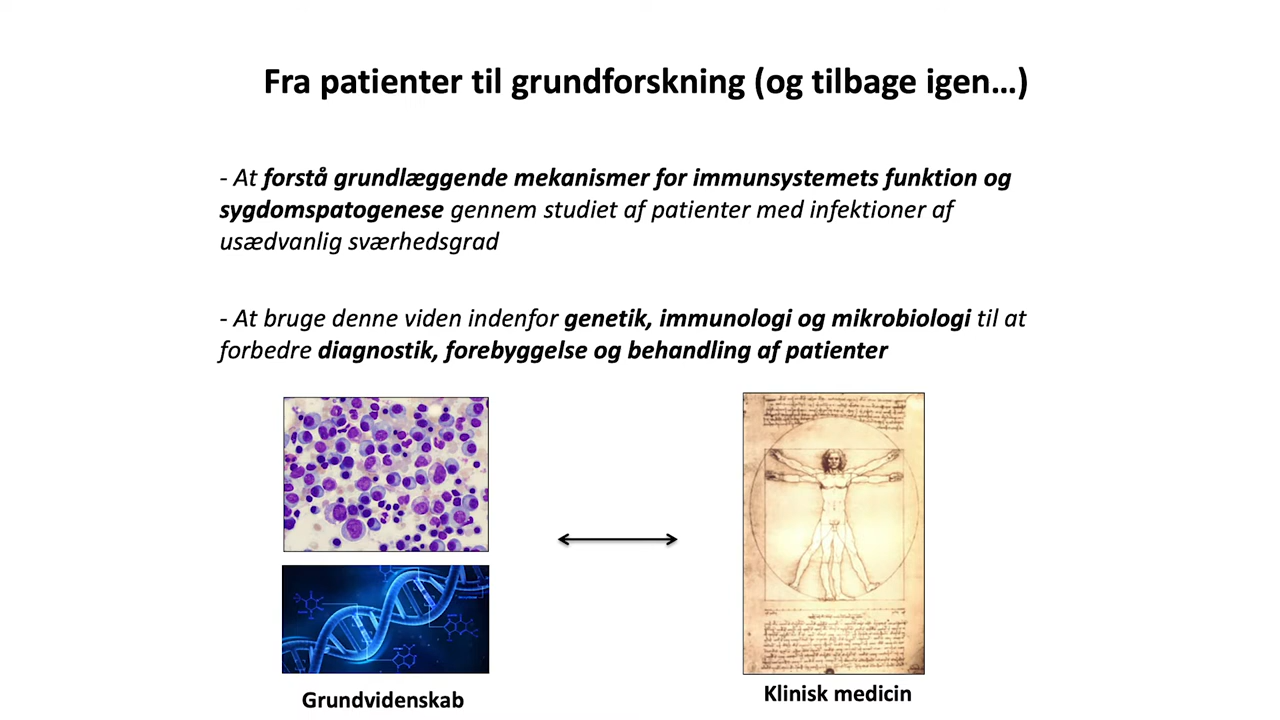 Fra patienter til grundforskning (og tilbage igen…)
- At forstå grundlæggende mekanismer for immunsystemets funktion og
sygdomspatogenese gennem studiet af patienter med infektioner af
usædvanlig sværhedsgrad
- At bruge denne viden indenfor genetik, immunologi og mikrobiologi til at
forbedre diagnostik, forebyggelse og behandling af patienter
Grundvidenskab
Klinisk medicin